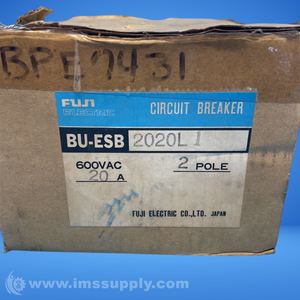 BPE7431
FUJI ELECTRIC CIRCUIT BREAKER
BU-ESB 2020L1
600VAC 2 POLE
20 A
FUJI ELECTRIC CO.,LTD. JAPAN
© www.imssupply.com